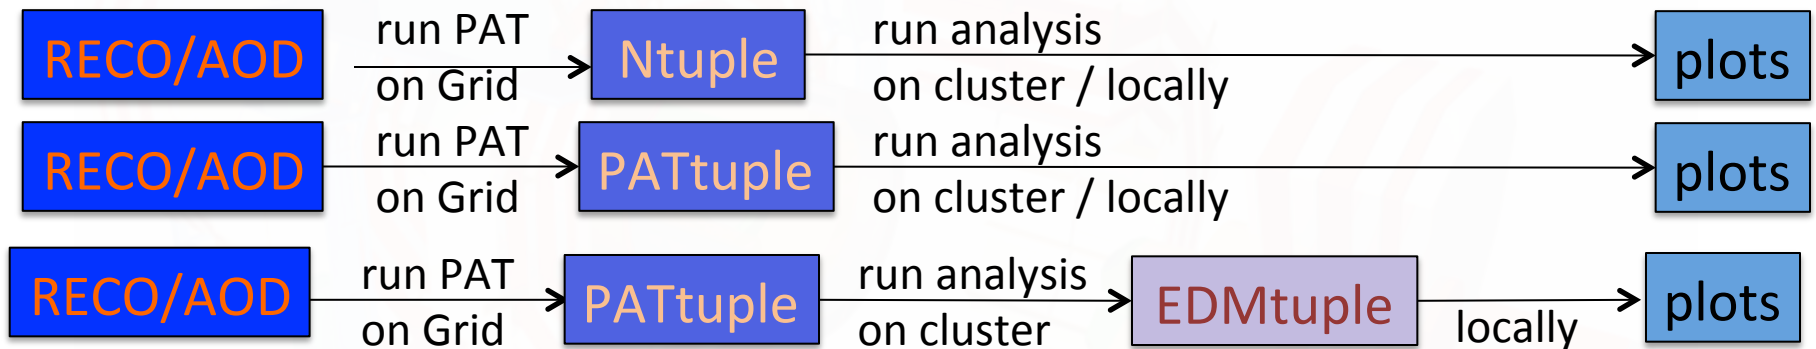 RECO/AOD
run PAT
on Grid
Ntuple
run analysis
on cluster / locally
plots
RECO/AOD
run PAT
on Grid
PATtuple
run analysis
on cluster / locally
plots
RECO/AOD
run PAT
on Grid
PATtuple
run analysis
on cluster
EDMtuple
locally
plots